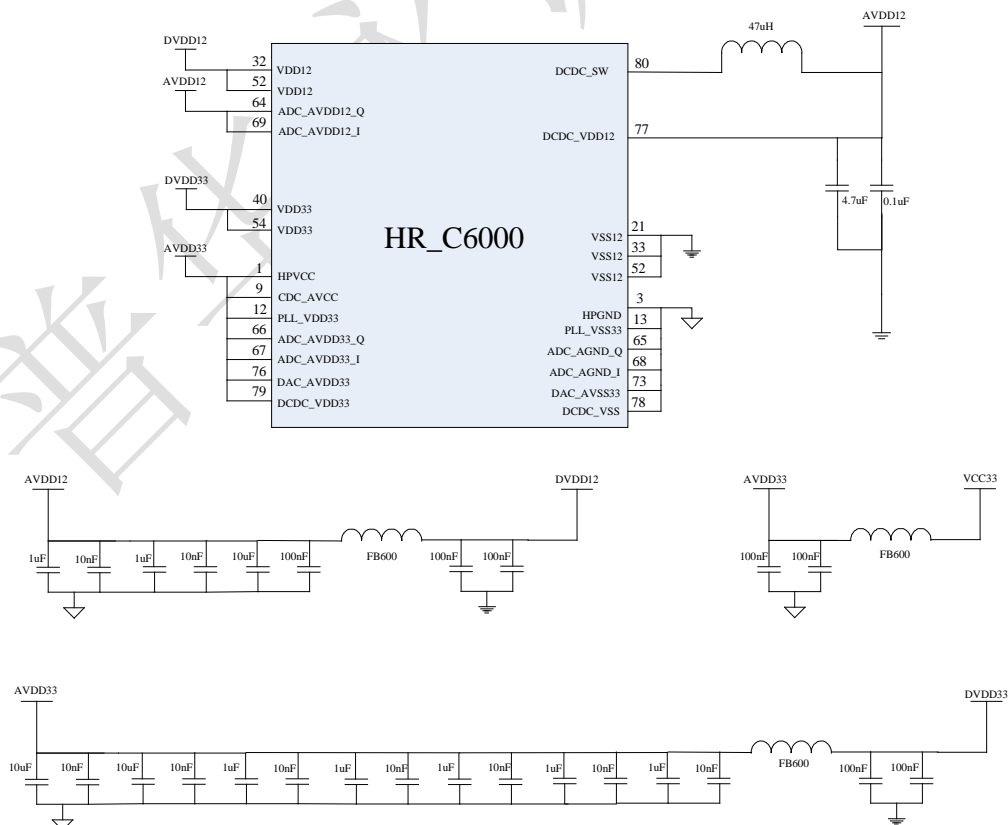 AVDD12
47uH
DVDD12
32
VDD12
52
VDD12
AVDD12
64
ADC_AVDD12_Q
69
ADC_AVDD12_I
DVDD33
40
VDD33
54
VDD33
AVDD33
1
HPVCC
9
CDC_AVCC
12
PLL_VDD33
66
ADC_AVDD33_Q
67
ADC_AVDD33_I
76
DAC_AVDD33
79
DCDC_VDD33
HR_C6000
DCDC_SW
80
DCDC_VDD12
77
4.7uF
0.1uF
VSS12
21
VSS12
33
VSS12
52
HPGND
3
PLL_VSS33
13
ADC_AGND_Q
65
ADC_AGND_I
68
DAC_AVSS33
73
DCDC_VSS
78
AVDD12
DVDD12
1uF
10nF
1uF
10nF
10uF
100nF
FB600
100nF
100nF
AVDD33
VCC33
100nF
100nF
FB600
AVDD33
DVDD33
10uF
10nF
10uF
10nF
1uF
10nF
1uF
10nF
1uF
10nF
1uF
10nF
1uF
10nF
FB600
100nF
100nF